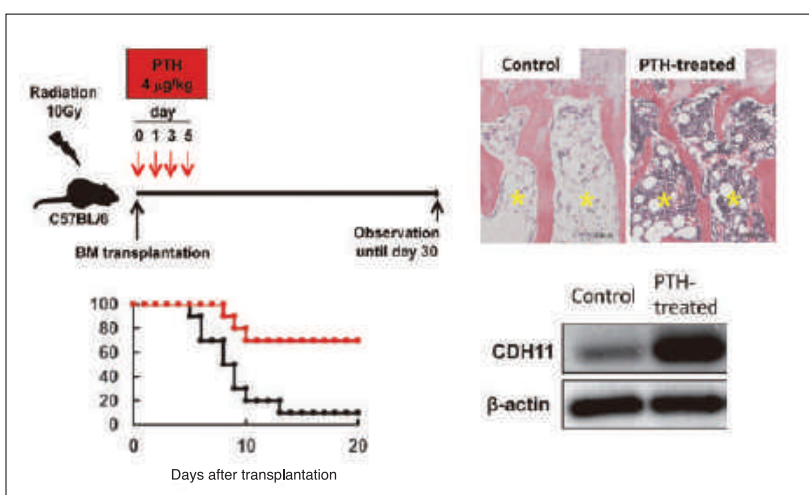 PTH
4 μg/kg
Radiation
10Gy
day
0 1 3 5
C57BL/6
BM transplantation
Observation
until day 30
Control
PTH-treated
100
80
60
40
20
0
0 10 20
Days after transplantation
Control
PTH-
treated
CDH11
β-actin